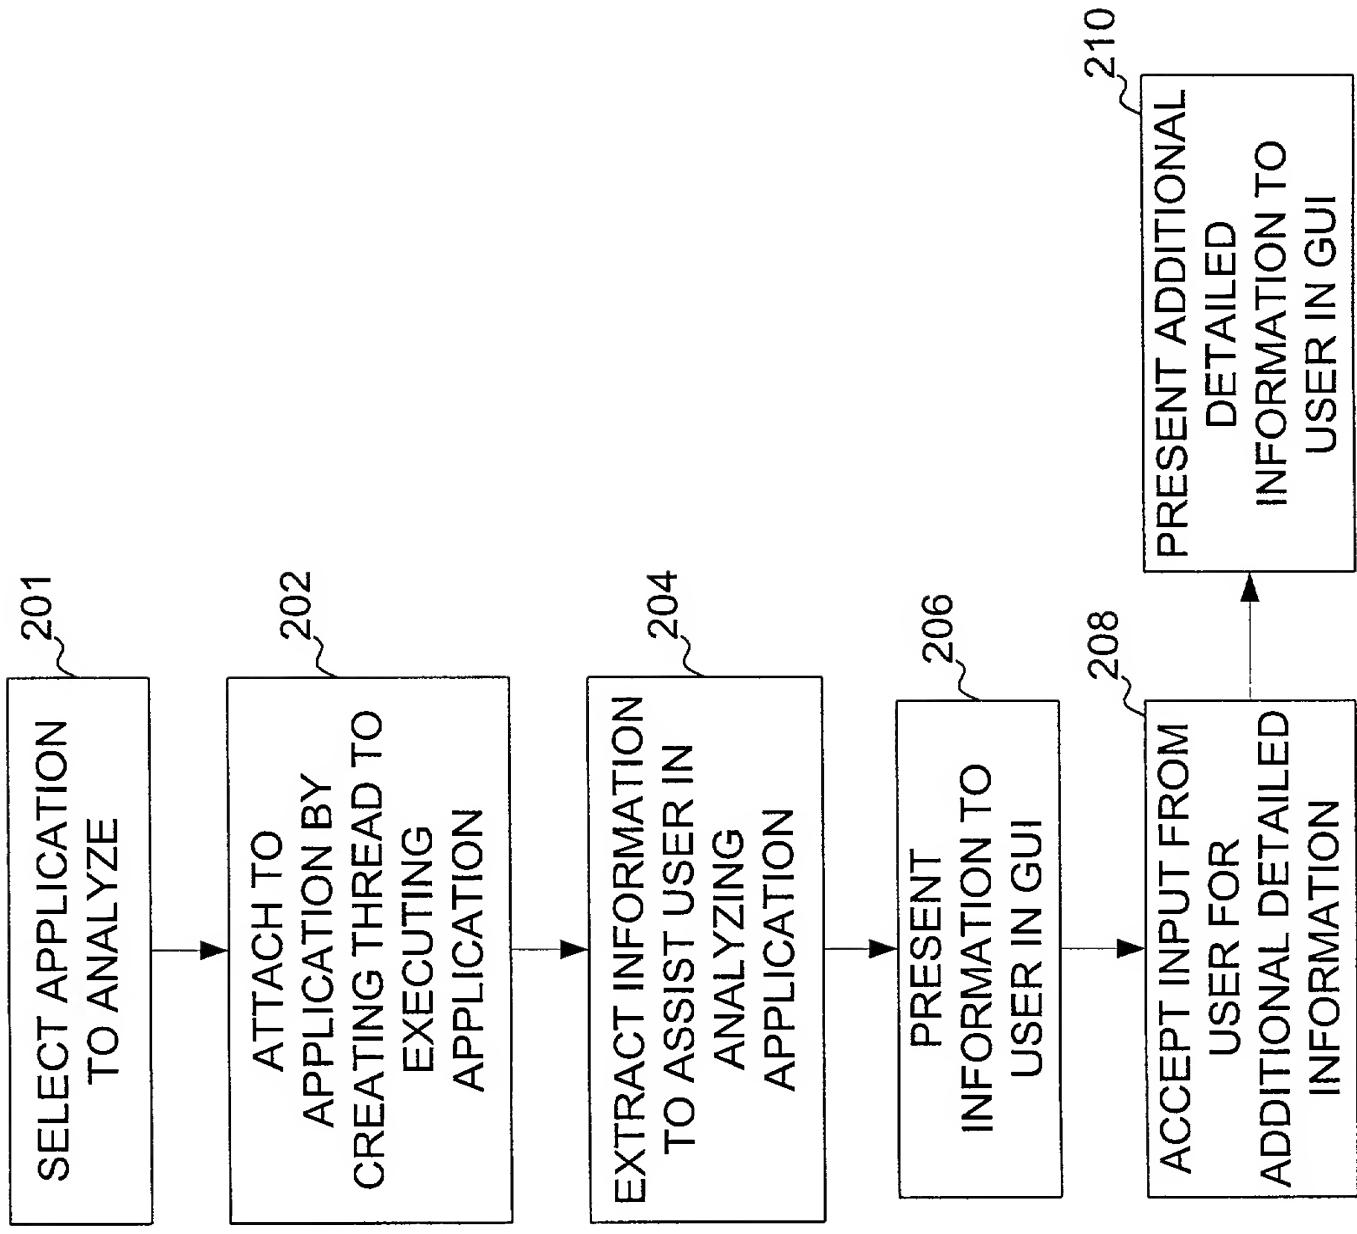 201
SELECT APPLICATION
TO ANALYZE
202
ATTACH TO
APPLICATION BY
CREATING THREAD TO
EXECUTING
APPLICATION
204
EXTRACT INFORMATION
TO ASSIST USER IN
ANALYZING
APPLICATION
206
PRESENT
INFORMATION TO
USER IN GUI
208
ACCEPT INPUT FROM
USER FOR
ADDITIONAL DETAILED
INFORMATION
210
PRESENT ADDITIONAL
DETAILED
INFORMATION TO
USER IN GUI